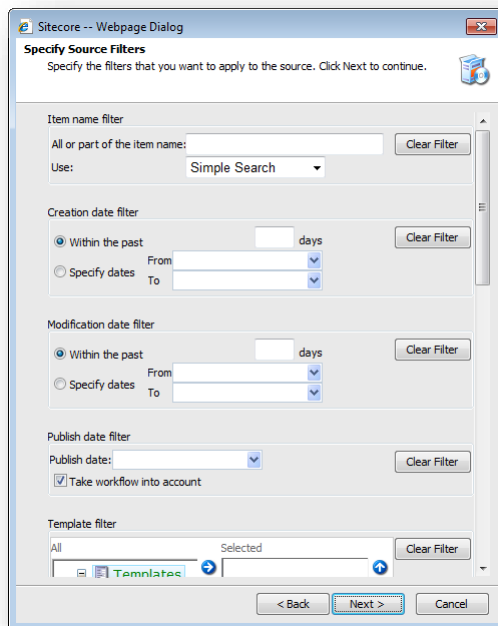 Sitecore -- Webpage Dialog
Specify Source Filters
Specify the filters that you want to apply to the source. Click Next to continue.
Item name filter
All or part of the item name:
Clear Filter
Use:
Simple Search
Creation date filter
Within the past
days
Clear Filter
From
Specify dates
To
Modification date filter
Within the past
days
Clear Filter
From
Specify dates
To
Publish date filter
Publish date:
Clear Filter
Take workflow into account
Template filter
All
Selected
Clear Filter
Templates
< Back
Next >
Cancel